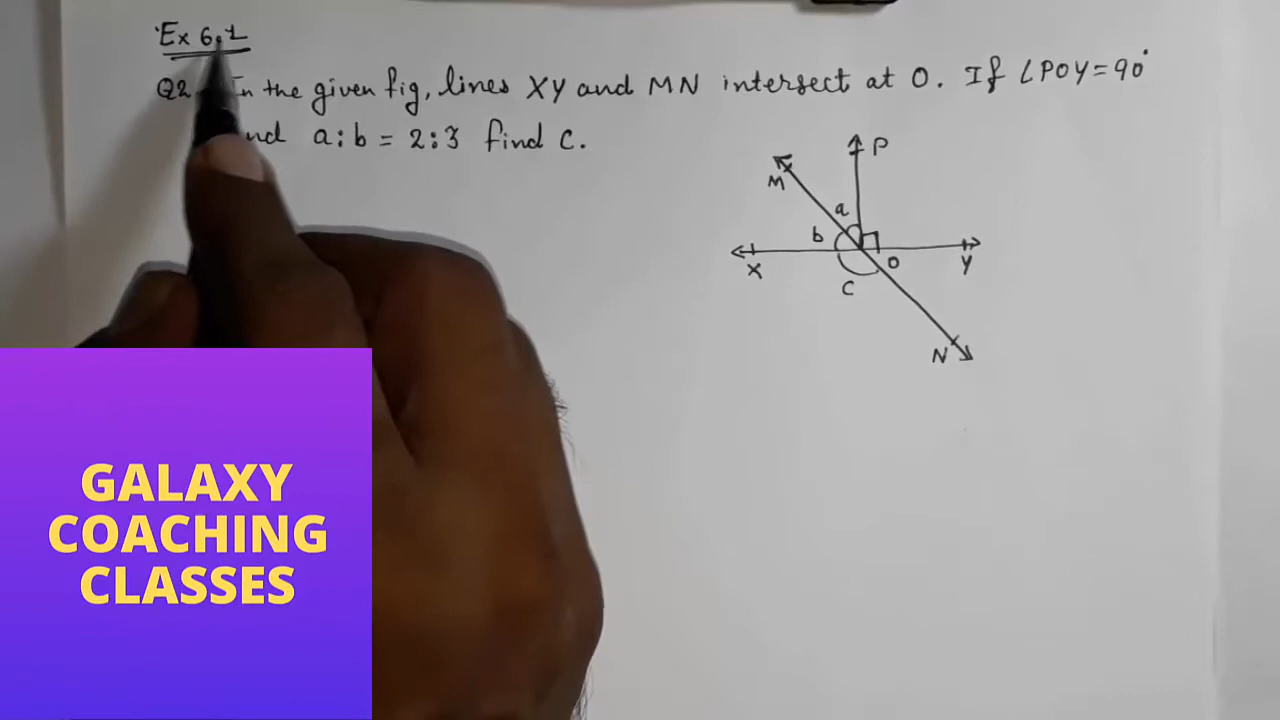 Ex 6.1
Q2 In the given fig, lines XY and MN intersect at O. If ∠POY = 90°
a:b = 2:3 find c.
P
M
a
b
X
O
Y
C
N
GALAXY
COACHING
CLASSES